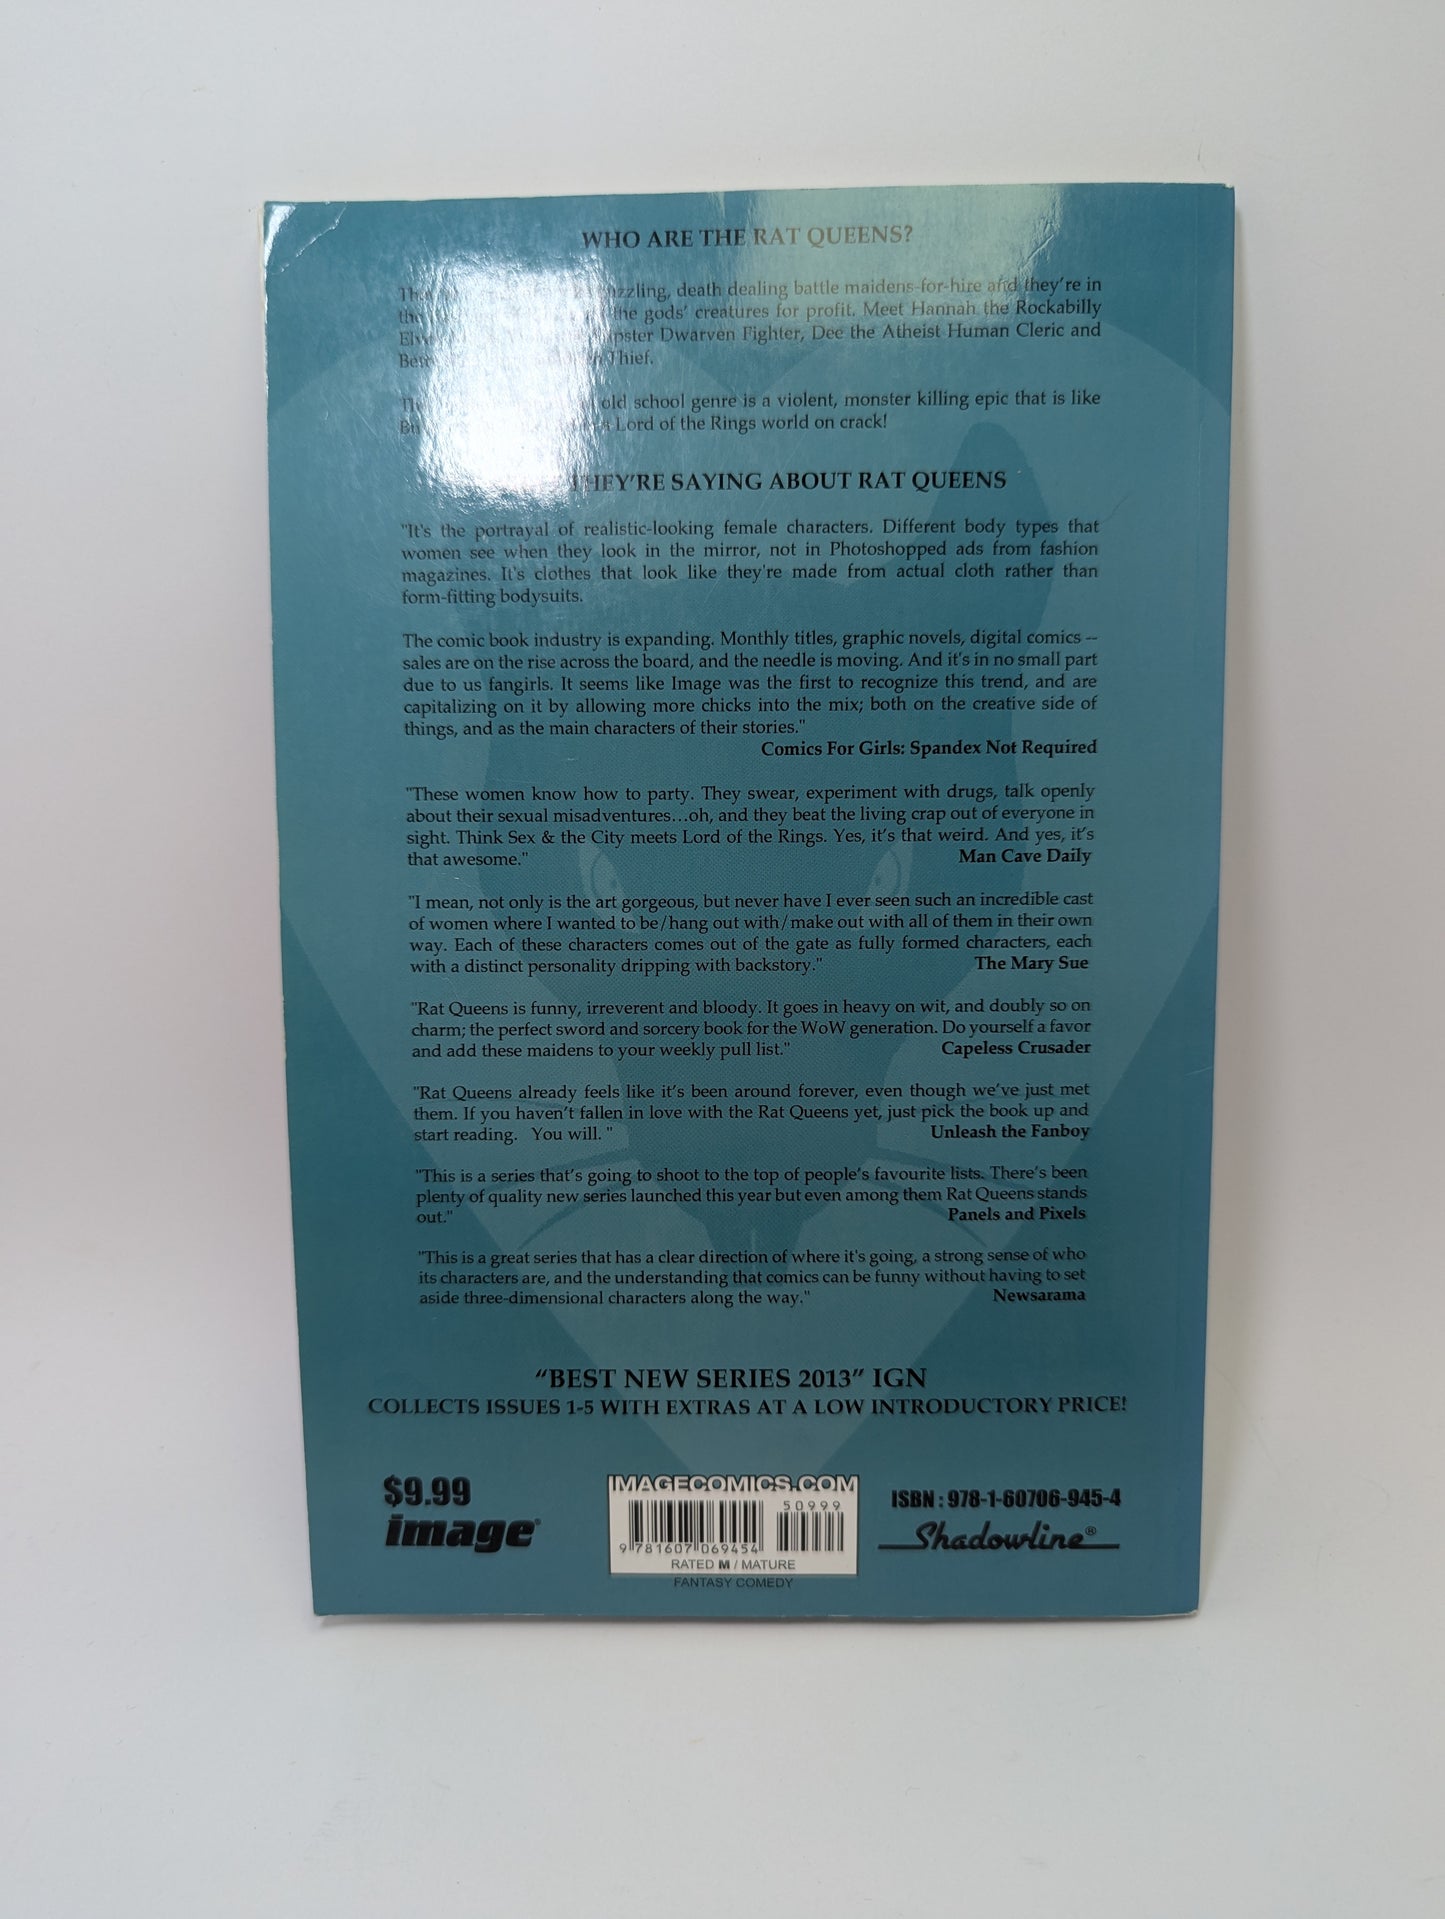 WHO ARE THE RAT QUEENS?
death dealing battle maidens-for-hire and they're in
the gods' creatures for profit. Meet Hannah the Rockabilly
Dwarven Fighter, Dee the Atheist Human Cleric and
Thief.
old school genre is a violent, monster killing epic that is like
Lord of the Rings world on crack!
THEY'RE SAYING ABOUT RAT QUEENS
"It's the portrayal of realistic-looking female characters. Different body types that
women see when they look in the mirror, not in Photoshopped ads from fashion
magazines. It's clothes that look like they're made from actual cloth rather than
form-fitting bodysuits.
The comic book industry is expanding. Monthly titles, graphic novels, digital comics --
sales are on the rise across the board, and the needle is moving. And it's in no small part
due to us fangirls. It seems like Image was the first to recognize this trend, and are
capitalizing on it by allowing more chicks into the mix; both on the creative side of
things, and as the main characters of their stories."
Comics For Girls: Spandex Not Required
"These women know how to party. They swear, experiment with drugs, talk openly
about their sexual misadventures...oh, and they beat the living crap out of everyone in
sight. Think Sex & the City meets Lord of the Rings. Yes, it's that weird. And yes, it's
that awesome." Man Cave Daily
"I mean, not only is the art gorgeous, but never have I ever seen such an incredible cast
of women where I wanted to be/hang out with/make out with all of them in their own
way. Each of these characters comes out of the gate as fully formed characters, each
with a distinct personality dripping with backstory." The Mary Sue
"Rat Queens is funny, irreverent and bloody. It goes in heavy on wit, and doubly so on
charm; the perfect sword and sorcery book for the WoW generation. Do yourself a favor
and add these maidens to your weekly pull list." Capeless Crusader
"Rat Queens already feels like it's been around forever, even though we've just met
them. If you haven't fallen in love with the Rat Queens yet, just pick the book up and
start reading. You will. " Unleash the Fanboy
"This is a series that's going to shoot to the top of people's favourite lists. There's been
plenty of quality new series launched this year but even among them Rat Queens stands
out." Panels and Pixels
"This is a great series that has a clear direction of where it's going, a strong sense of who
its characters are, and the understanding that comics can be funny without having to set
aside three-dimensional characters along the way." Newsarama
“BEST NEW SERIES 2013” IGN
COLLECTS ISSUES 1-5 WITH EXTRAS AT A LOW INTRODUCTORY PRICE!
$9.99
image®
IMAGECOMICS.COM
50999
9 781607 069454
RATED M / MATURE
FANTASY COMEDY
ISBN : 978-1-60706-945-4
Shadowline®